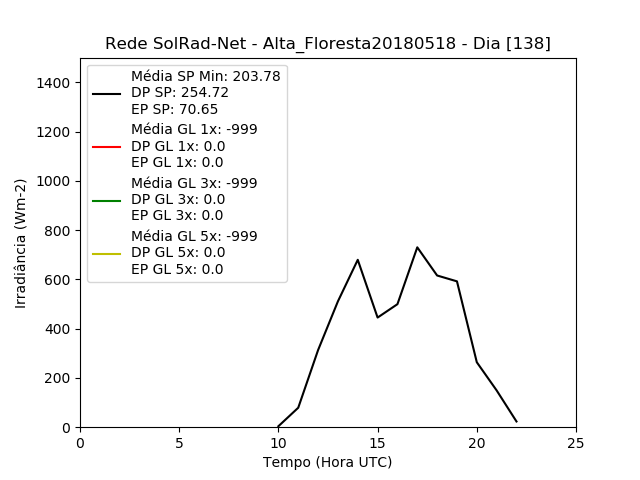 Rede SolRad-Net - Alta_Floresta20180518 - Dia [138]
Média SP Min: 203.78
DP SP: 254.72
EP SP: 70.65
Média GL 1x: -999
DP GL 1x: 0.0
EP GL 1x: 0.0
Média GL 3x: -999
DP GL 3x: 0.0
EP GL 3x: 0.0
Média GL 5x: -999
DP GL 5x: 0.0
EP GL 5x: 0.0
Irradiância (Wm-2)
1400
1200
1000
800
600
400
200
0
0 5 10 15 20 25
Tempo (Hora UTC)